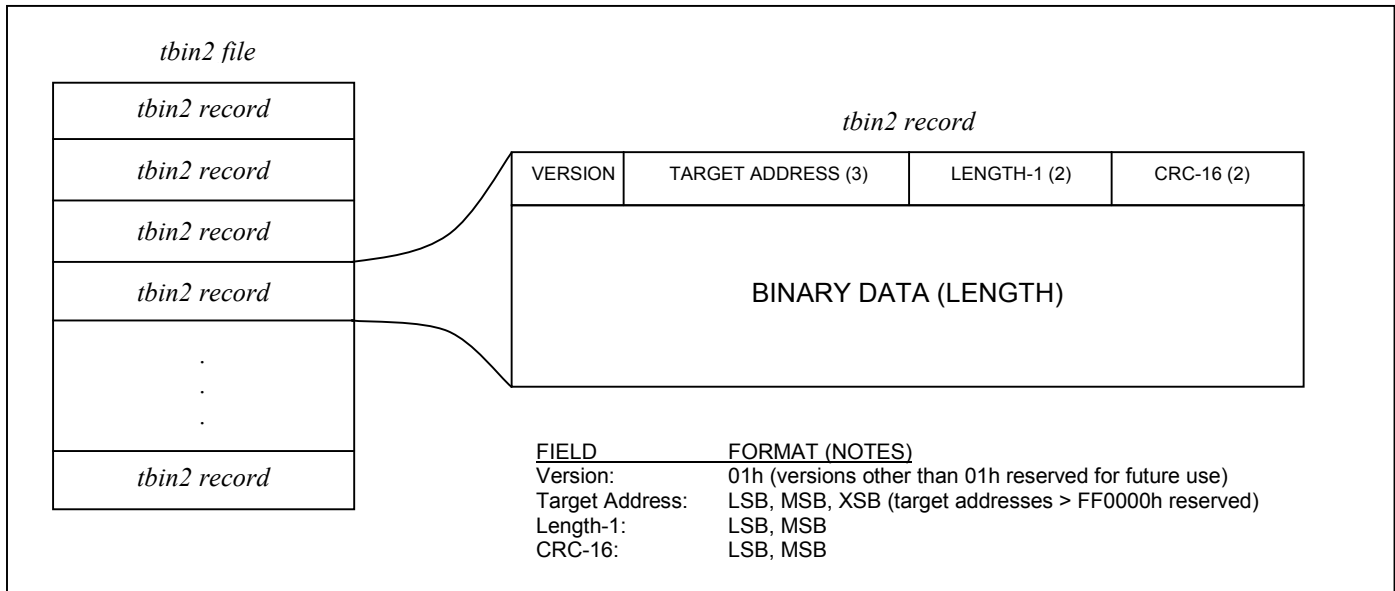 tbin2 file
tbin2 record
tbin2 record
tbin2 record
tbin2 record
.
.
.
tbin2 record
tbin2 record
VERSION TARGET ADDRESS (3) LENGTH-1 (2) CRC-16 (2)
BINARY DATA (LENGTH)
FIELD FORMAT (NOTES)
Version: 01h (versions other than 01h reserved for future use)
Target Address: LSB, MSB, XSB (target addresses > FF0000h reserved)
Length-1: LSB, MSB
CRC-16: LSB, MSB